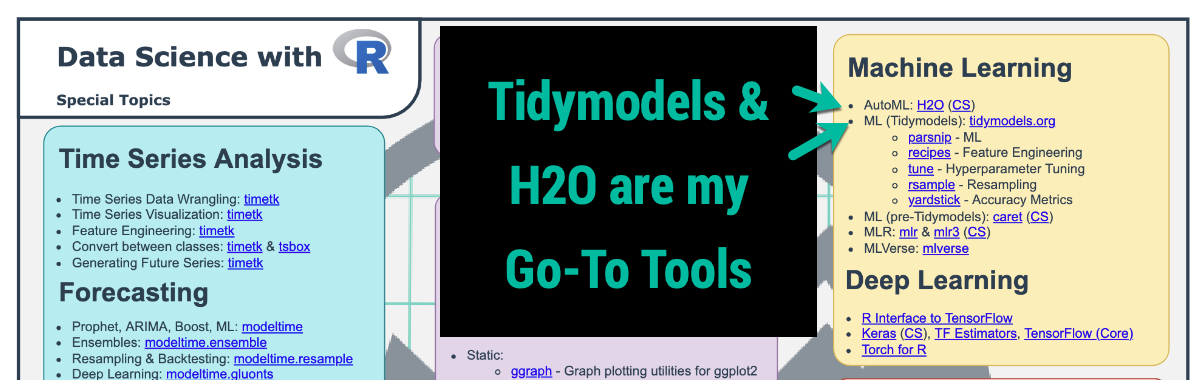 Data Science with R
Special Topics
Time Series Analysis
• Time Series Data Wrangling: timetk
• Time Series Visualization: timetk
• Feature Engineering: timetk
• Convert between classes: timetk & tsbox
• Generating Future Series: timetk
Forecasting
• Prophet, ARIMA, Boost, ML: modeltime
• Ensembles: modeltime.ensemble
• Resampling & Backtesting: modeltime.resample
• Deep Learning: modeltime.gluonts
Tidymodels &
H2O are my
Go-To Tools
• Static:
◦ ggraph - Graph plotting utilities for ggplot2
Machine Learning
• AutoML: H2O (CS)
• ML (Tidymodels): tidymodels.org
◦ parsnip - ML
◦ recipes - Feature Engineering
◦ tune - Hyperparameter Tuning
◦ rsample - Resampling
◦ yardstick - Accuracy Metrics
• ML (pre-Tidymodels): caret (CS)
• MLR: mlr & mlr3 (CS)
• MLVerse: mlverse
Deep Learning
• R Interface to TensorFlow
• Keras (CS), TF Estimators, TensorFlow (Core)
• Torch for R